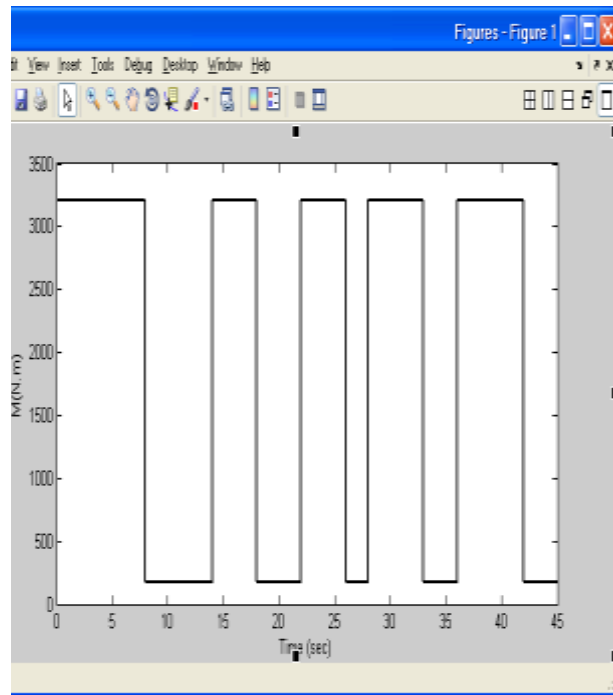 Figures - Figure 1
View Insert Tools Debug Desktop Window Help
3500
3000
2500
2000
1500
1000
500
0
M(N.m)
0 5 10 15 20 25 30 35 40 45
Time (sec)